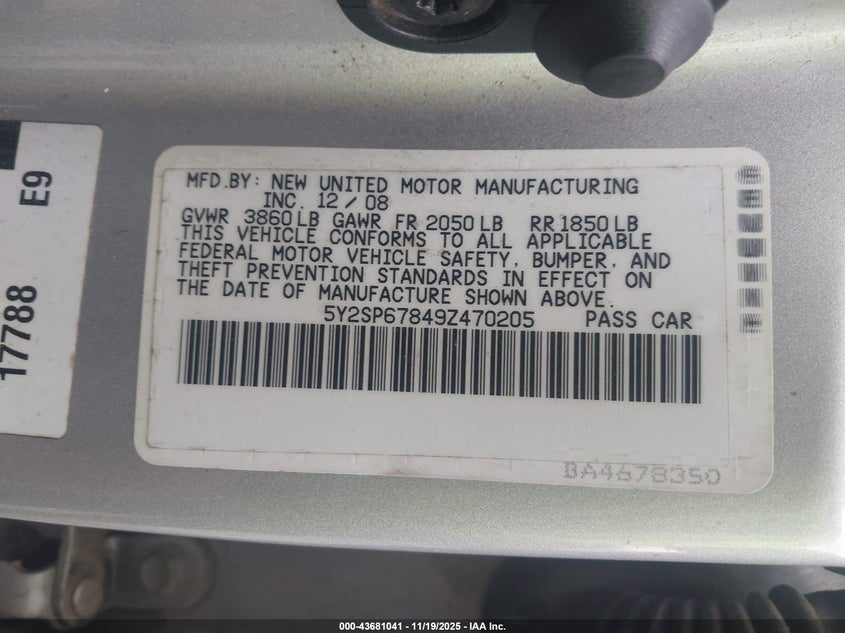 MFD.BY: NEW UNITED MOTOR MANUFACTURING
INC. 12 / 08
GVWR 3860 LB GAWR FR 2050 LB RR 1850 LB
THIS VEHICLE CONFORMS TO ALL APPLICABLE
FEDERAL MOTOR VEHICLE SAFETY, BUMPER, AND
THEFT PREVENTION STANDARDS IN EFFECT ON
THE DATE OF MANUFACTURE SHOWN ABOVE.
5Y2SP67849Z470205 PASS CAR
BA4678350
E9
17788
000-43681041 - 11/19/2025 - IAA Inc.